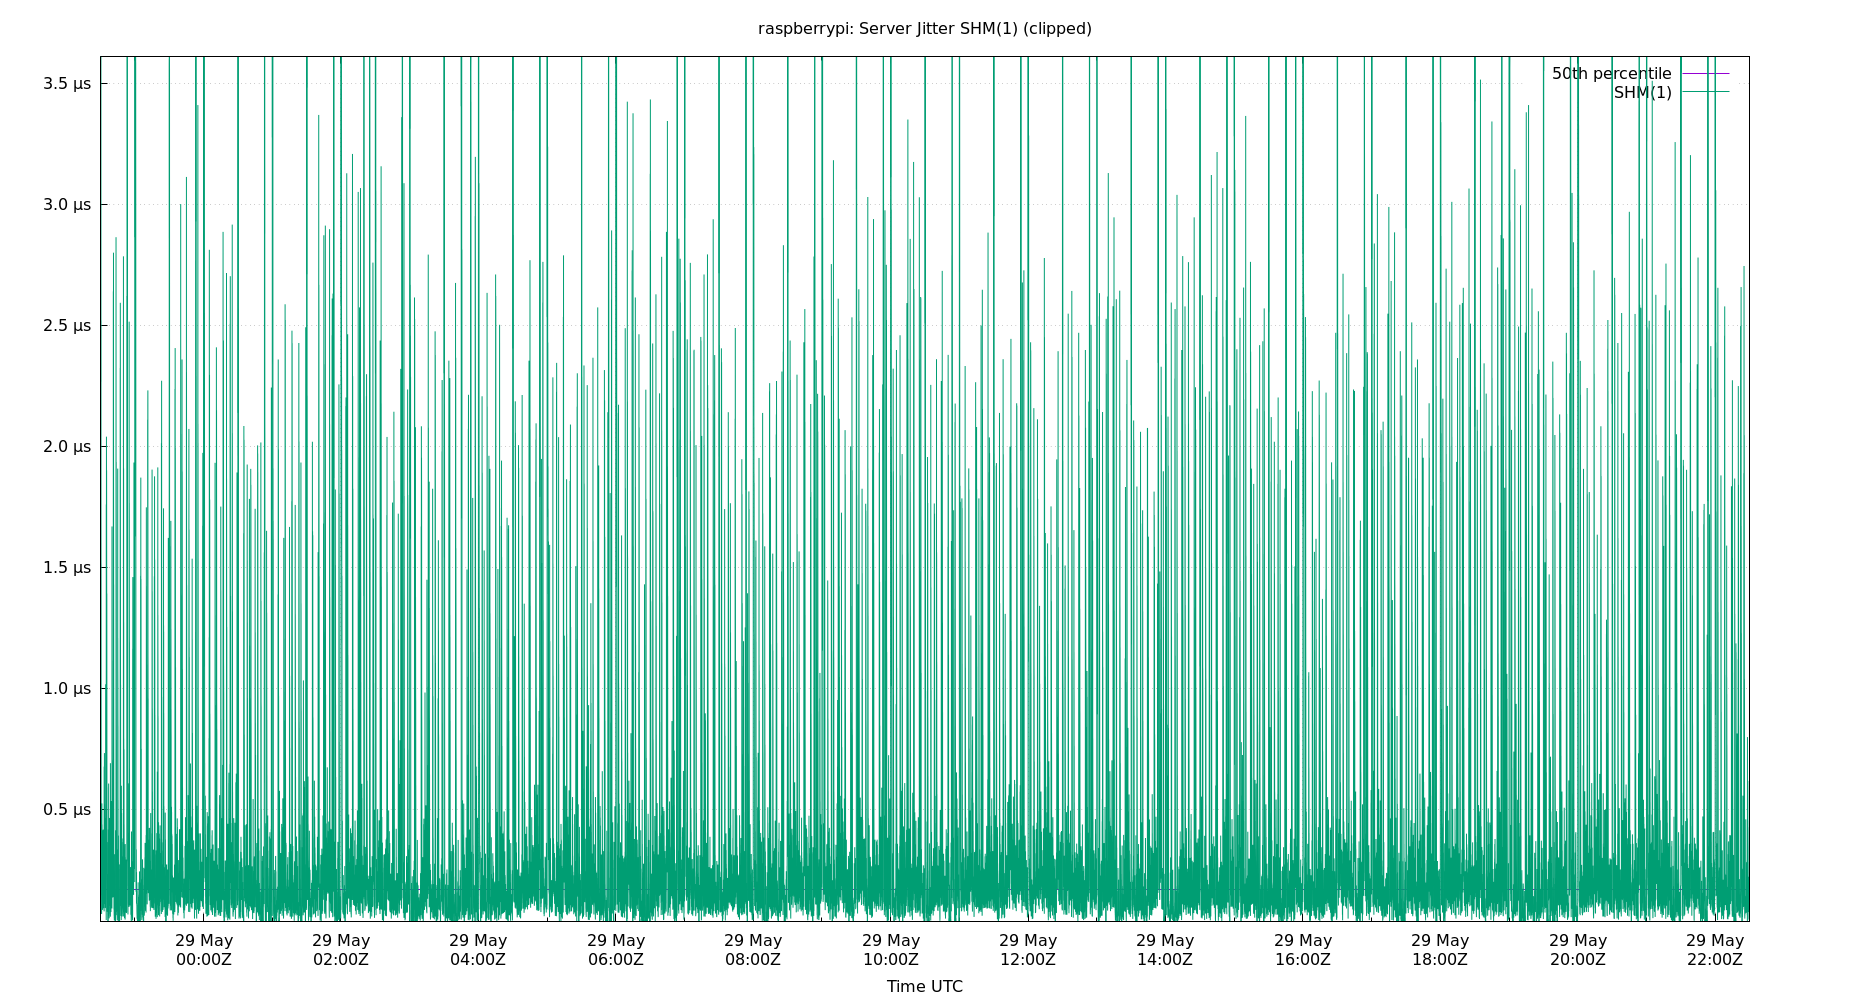 raspberrypi: Server Jitter SHM(1) (clipped)
50th percentile
SHM(1)
3.5 µs
3.0 µs
2.5 µs
2.0 µs
1.5 µs
1.0 µs
0.5 µs
29 May 29 May 29 May 29 May 29 May 29 May 29 May 29 May 29 May 29 May 29 May 29 May
00:00Z 02:00Z 04:00Z 06:00Z 08:00Z 10:00Z 12:00Z 14:00Z 16:00Z 18:00Z 20:00Z 22:00Z
Time UTC